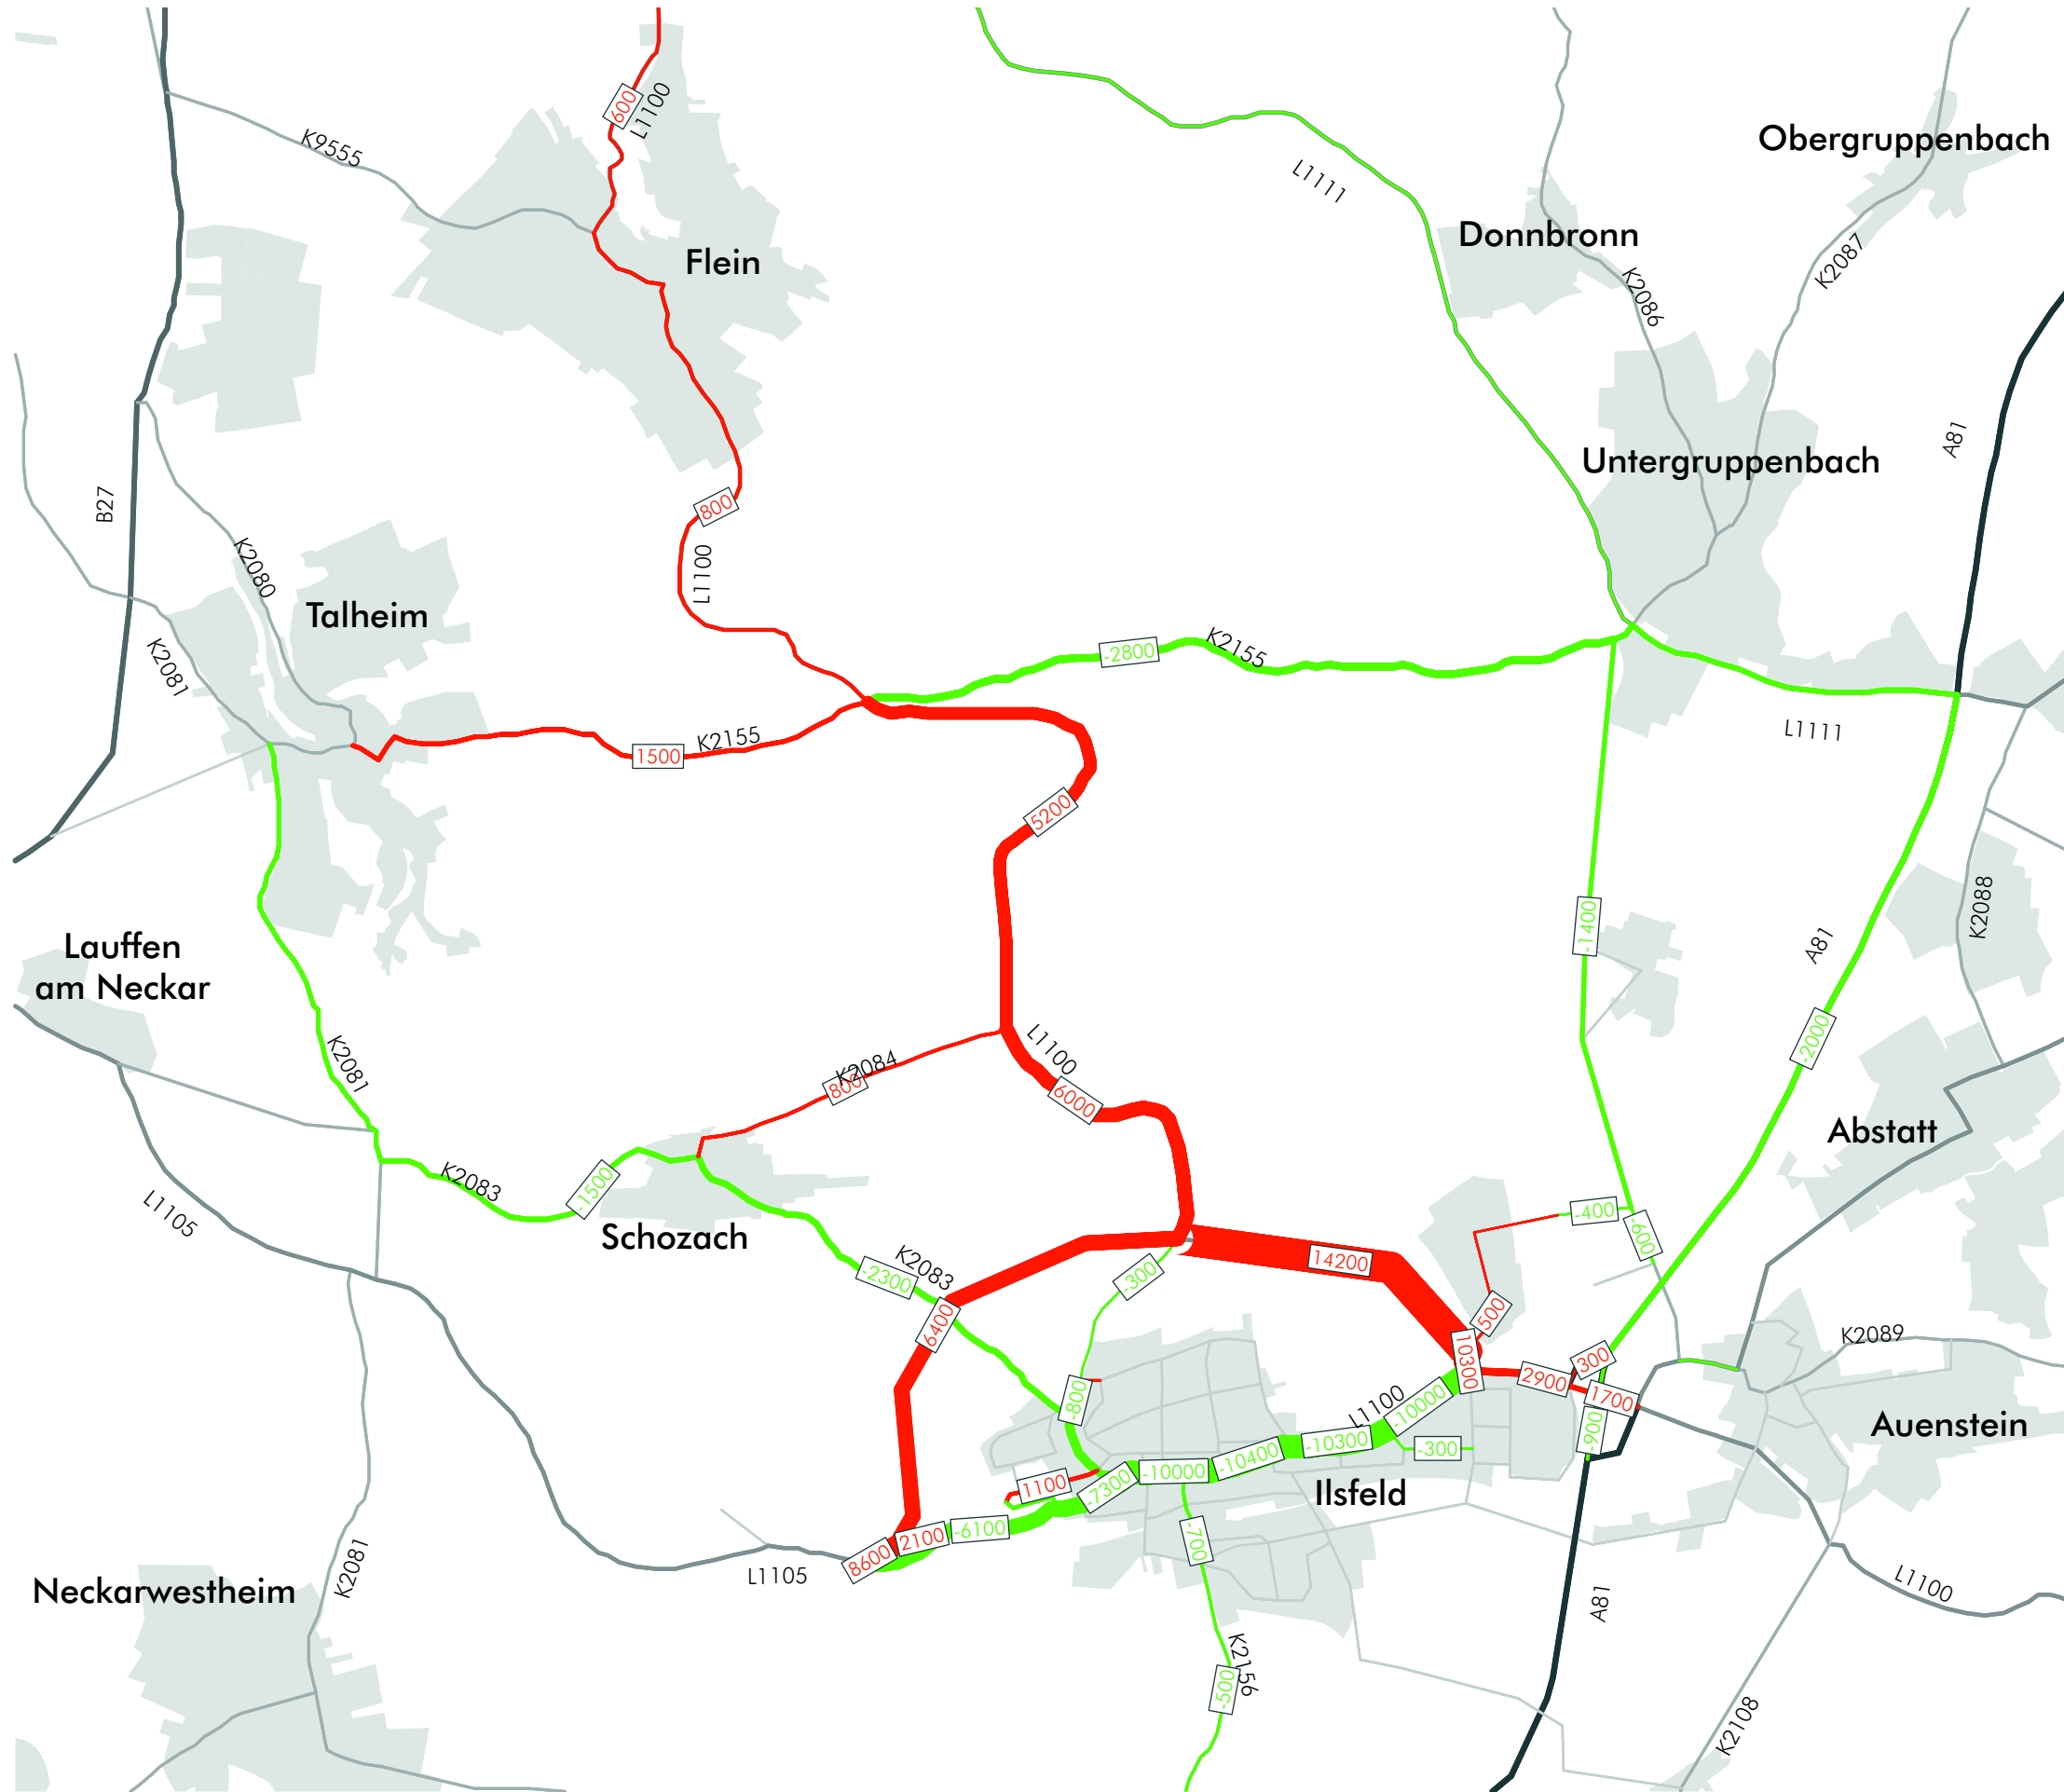 600
L1100
K9555
Obergruppenbach
L1111
Donnbronn
K2087
Flein
K2086
A81
Untergruppenbach
B27
800
L1100
K2080
Talheim
K2081
-2800
K2155
1500
K2155
L1111
5200
-1400
K2088
A81
Lauffen
am Neckar
-2000
K2081
L1100
K2084
800
6000
Abstatt
K2083
-1500
L1105
Schozach
-400
-600
K2083
-2300
-300
14200
6400
500
10300
300
K2089
2900
1700
-800
L1100
-10000
Auenstein
-900
-10300
-300
-10400
-10000
-7300
1100
Ilsfeld
-6100
2100
8600
-700
L1105
K2081
Neckarwestheim
A81
L1100
K2156
-500
K2108